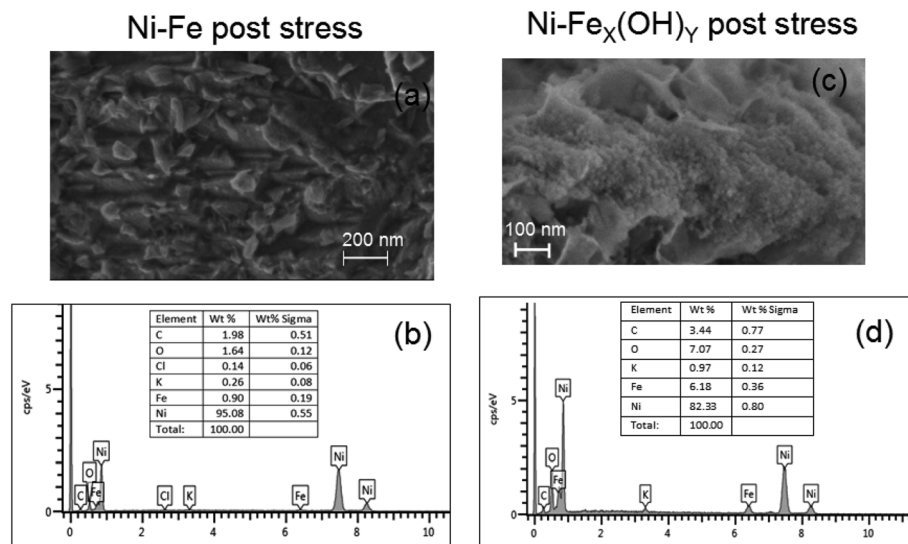 Ni-Fe post stress
Ni-FeX(OH)Y post stress
(a)
200 nm
(c)
100 nm
(b)
Element Wt % Wt% Sigma
C 1.98 0.51
O 1.64 0.12
Cl 0.14 0.06
K 0.26 0.08
Fe 0.90 0.19
Ni 95.08 0.55
Total: 100.00
cps/eV
5
0
C
O
Fe
Ni
Cl
K
Fe
Ni
Ni
0 2 4 6 8 10
(d)
Element Wt % Wt % Sigma
C 3.44 0.77
O 7.07 0.27
K 0.97 0.12
Fe 6.18 0.36
Ni 82.33 0.80
Total: 100.00
cps/eV
5
0
C
O
Fe
Ni
K
Fe
Ni
Ni
0 2 4 6 8 10